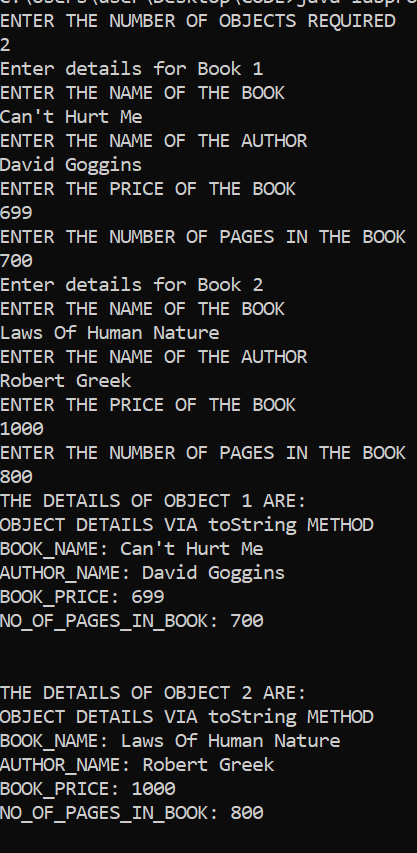 ENTER THE NUMBER OF OBJECTS REQUIRED
2
Enter details for Book 1
ENTER THE NAME OF THE BOOK
Can't Hurt Me
ENTER THE NAME OF THE AUTHOR
David Goggins
ENTER THE PRICE OF THE BOOK
699
ENTER THE NUMBER OF PAGES IN THE BOOK
700
Enter details for Book 2
ENTER THE NAME OF THE BOOK
Laws Of Human Nature
ENTER THE NAME OF THE AUTHOR
Robert Greek
ENTER THE PRICE OF THE BOOK
1000
ENTER THE NUMBER OF PAGES IN THE BOOK
800
THE DETAILS OF OBJECT 1 ARE:
OBJECT DETAILS VIA toString METHOD
BOOK_NAME: Can't Hurt Me
AUTHOR_NAME: David Goggins
BOOK_PRICE: 699
NO_OF_PAGES_IN_BOOK: 700
THE DETAILS OF OBJECT 2 ARE:
OBJECT DETAILS VIA toString METHOD
BOOK_NAME: Laws Of Human Nature
AUTHOR_NAME: Robert Greek
BOOK_PRICE: 1000
NO_OF_PAGES_IN_BOOK: 800